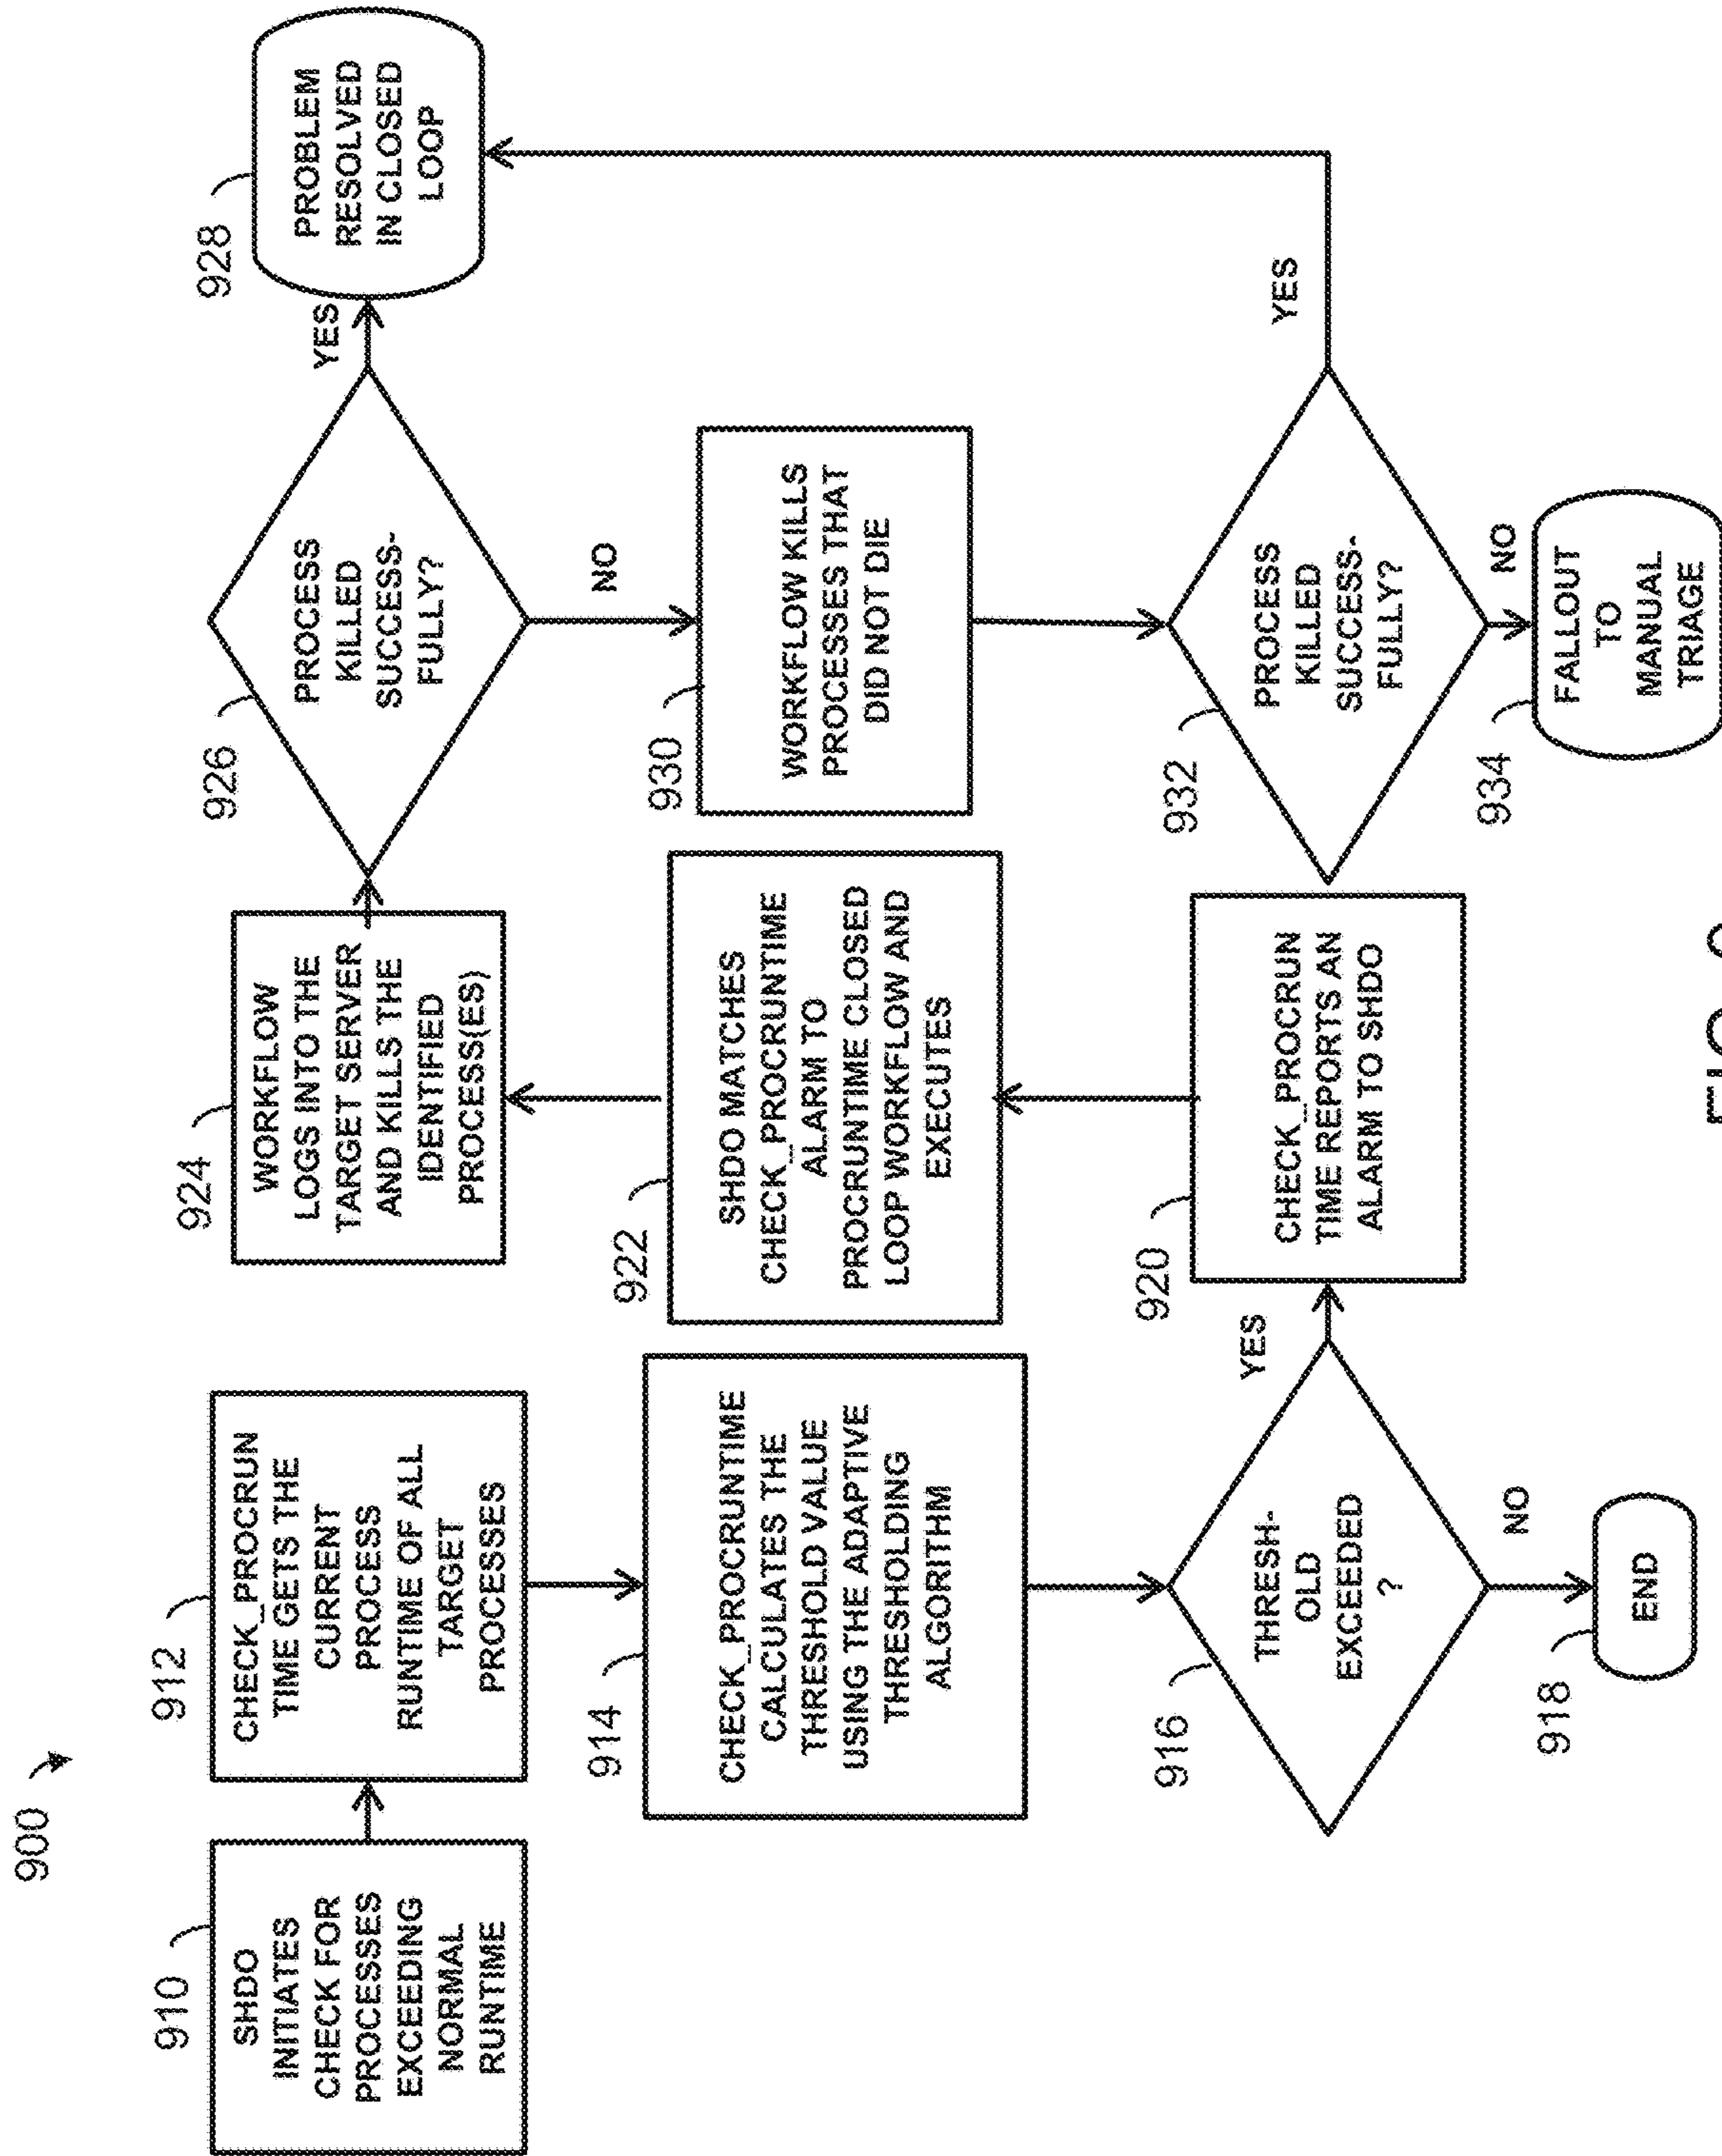 900
910
SHDO
INITIATES
CHECK FOR
PROCESSES
EXCEEDING
NORMAL
RUNTIME
912
CHECK_PROCRUN
TIME GETS THE
CURRENT
PROCESS
RUNTIME OF ALL
TARGET
PROCESSES
914
CHECK_PROCRUNTIME
CALCULATES THE
THRESHOLD VALUE
USING THE ADAPTIVE
THRESHOLDING
ALGORITHM
916
THRESH-
OLD
EXCEEDED
?
YES
NO
918
END
920
CHECK_PROCRUN
TIME REPORTS AN
ALARM TO SHDO
922
SHDO MATCHES
CHECK_PROCRUNTIME
ALARM TO
PROCRUNTIME CLOSED
LOOP WORKFLOW AND
EXECUTES
924
WORKFLOW
LOGS INTO THE
TARGET SERVER
AND KILLS THE
IDENTIFIED
PROCESS(ES)
926
PROCESS
KILLED
SUCCESS-
FULLY?
YES
NO
928
PROBLEM
RESOLVED
IN CLOSED
LOOP
930
WORKFLOW KILLS
PROCESSES THAT
DID NOT DIE
932
PROCESS
KILLED
SUCCESS-
FULLY?
YES
NO
934
FALLOUT
TO
MANUAL
TRIAGE